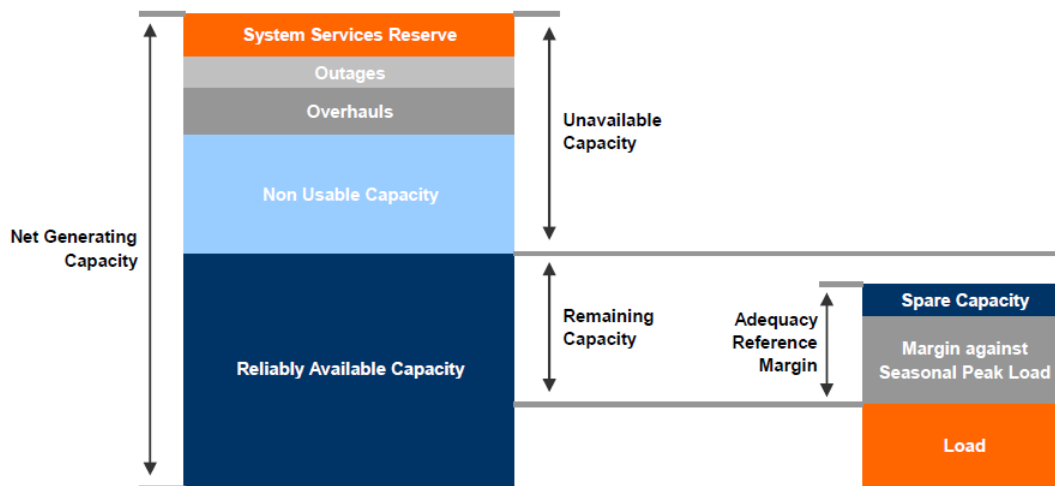 System Services Reserve
Outages
Overhauls
Unavailable
Capacity
Non Usable Capacity
Net Generating
Capacity
Reliably Available Capacity
Remaining
Capacity
Adequacy
Reference
Margin
Spare Capacity
Margin against
Seasonal Peak Load
Load